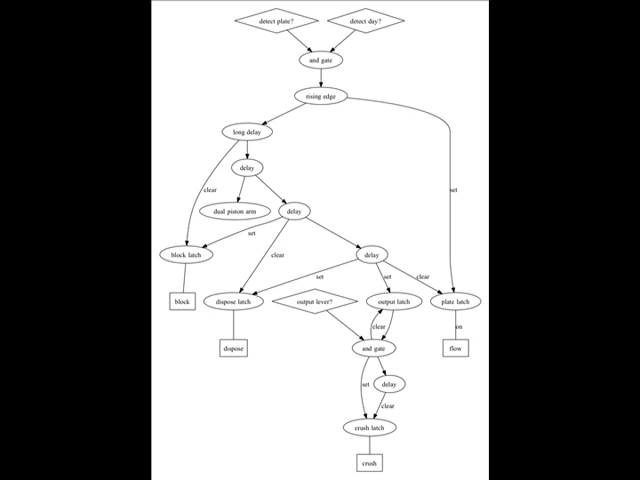 detect plate?
detect day?
and gate
rising edge
long delay
delay
clear
set
dual piston arm
delay
set
block latch
clear
delay
set
set
clear
block
dispose latch
output lever?
output latch
plate latch
clear
on
dispose
and gate
flow
set
delay
clear
crush latch
crush